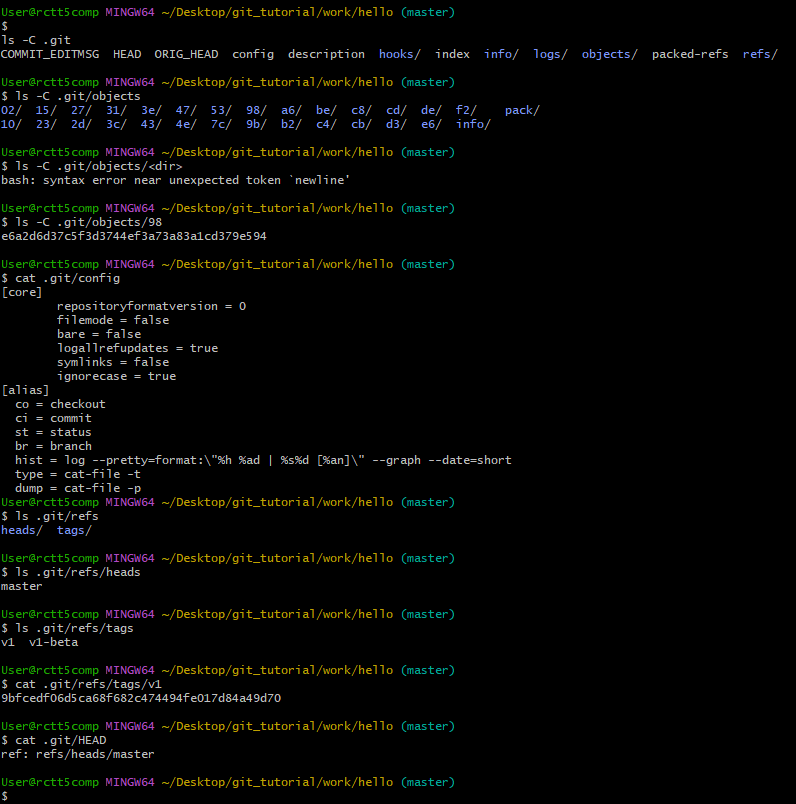 User@rctt5comp MINGW64 ~/Desktop/git_tutorial/work/hello (master)
$
ls -C .git
COMMIT_EDITMSG  HEAD  ORIG_HEAD  config  description  hooks/  index  info/  logs/  objects/  packed-refs  refs/
User@rctt5comp MINGW64 ~/Desktop/git_tutorial/work/hello (master)
$ ls -C .git/objects
02/  15/  27/  31/  3e/  47/  53/  98/  a6/  be/  c8/  cd/  de/  f2/    pack/
10/  23/  2d/  3c/  43/  4e/  7c/  9b/  b2/  c4/  cb/  d3/  e6/  info/
User@rctt5comp MINGW64 ~/Desktop/git_tutorial/work/hello (master)
$ ls -C .git/objects/<dir>
bash: syntax error near unexpected token `newline'
User@rctt5comp MINGW64 ~/Desktop/git_tutorial/work/hello (master)
$ ls -C .git/objects/98
e6a2d6d37c5f3d3744ef3a73a83a1cd379e594
User@rctt5comp MINGW64 ~/Desktop/git_tutorial/work/hello (master)
$ cat .git/config
[core]
        repositoryformatversion = 0
        filemode = false
        bare = false
        logallrefupdates = true
        symlinks = false
        ignorecase = true
[alias]
  co = checkout
  ci = commit
  st = status
  br = branch
  hist = log --pretty=format:\"%h %ad | %s%d [%an]\" --graph --date=short
  type = cat-file -t
  dump = cat-file -p
User@rctt5comp MINGW64 ~/Desktop/git_tutorial/work/hello (master)
$ ls .git/refs
heads/  tags/
User@rctt5comp MINGW64 ~/Desktop/git_tutorial/work/hello (master)
$ ls .git/refs/heads
master
User@rctt5comp MINGW64 ~/Desktop/git_tutorial/work/hello (master)
$ ls .git/refs/tags
v1  v1-beta
User@rctt5comp MINGW64 ~/Desktop/git_tutorial/work/hello (master)
$ cat .git/refs/tags/v1
9bfcedf06d5ca68f682c474494fe017d84a49d70
User@rctt5comp MINGW64 ~/Desktop/git_tutorial/work/hello (master)
$ cat .git/HEAD
ref: refs/heads/master
User@rctt5comp MINGW64 ~/Desktop/git_tutorial/work/hello (master)
$